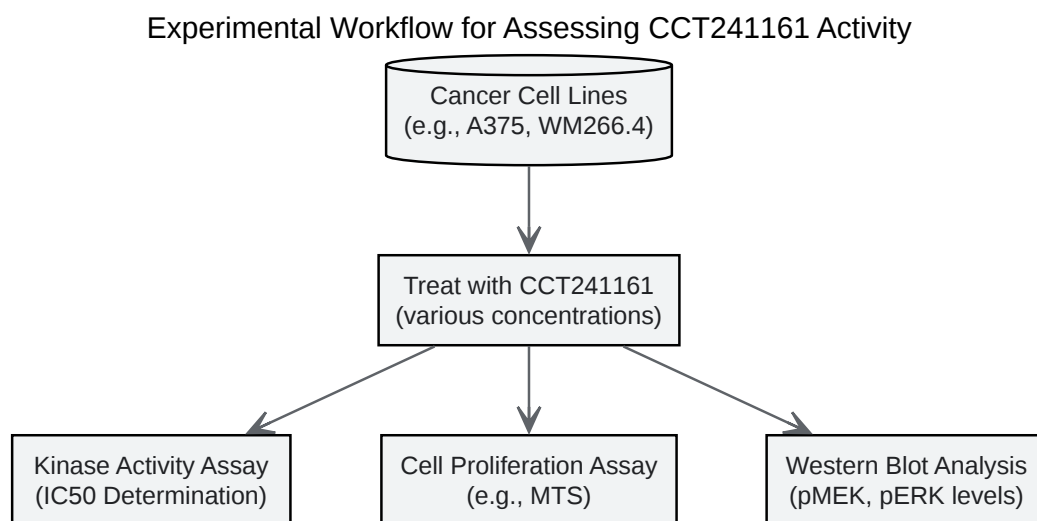 Experimental Workflow for Assessing CCT241161 Activity
Cancer Cell Lines
(e.g., A375, WM266.4)
Treat with CCT241161
(various concentrations)
Kinase Activity Assay
(IC50 Determination)
Cell Proliferation Assay
(e.g., MTS)
Western Blot Analysis
(pMEK, pERK levels)